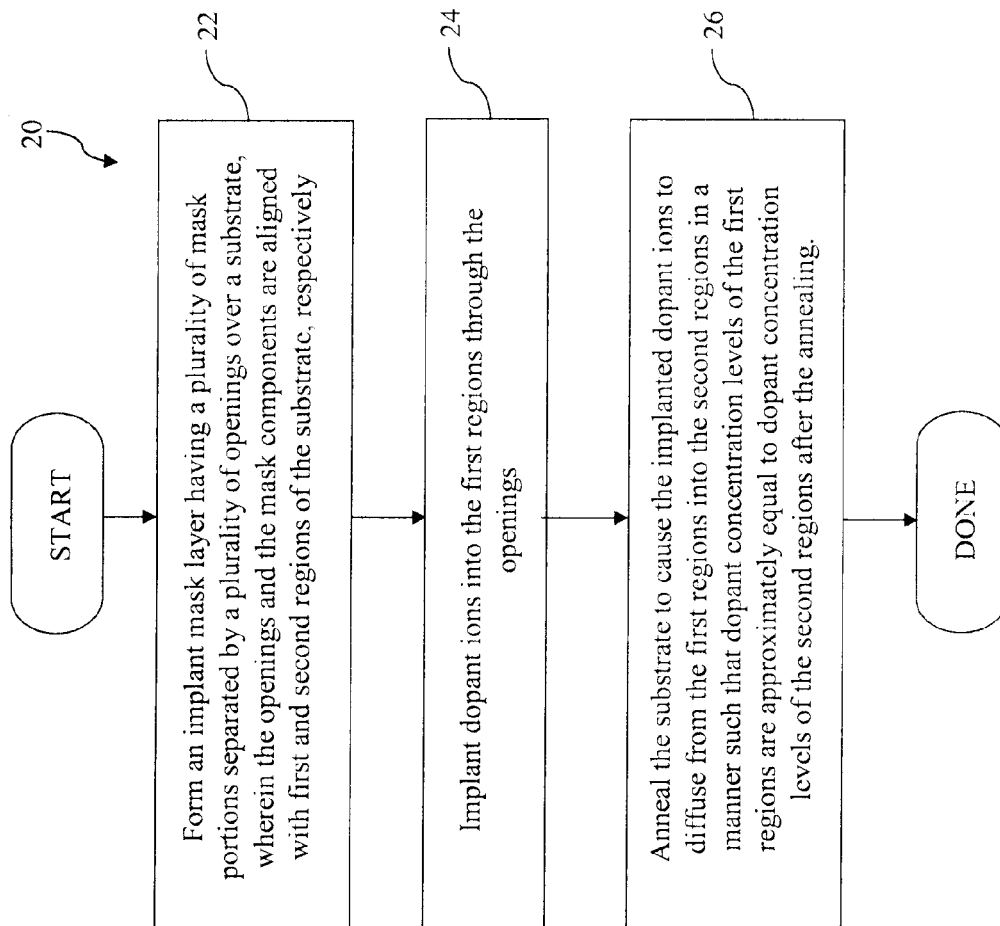 20
START
22
Form an implant mask layer having a plurality of mask
portions separated by a plurality of openings over a substrate,
wherein the openings and the mask components are aligned
with first and second regions of the substrate, respectively
24
Implant dopant ions into the first regions through the
openings
26
Anneal the substrate to cause the implanted dopant ions to
diffuse from the first regions into the second regions in a
manner such that dopant concentration levels of the first
regions are approximately equal to dopant concentration
levels of the second regions after the annealing.
DONE